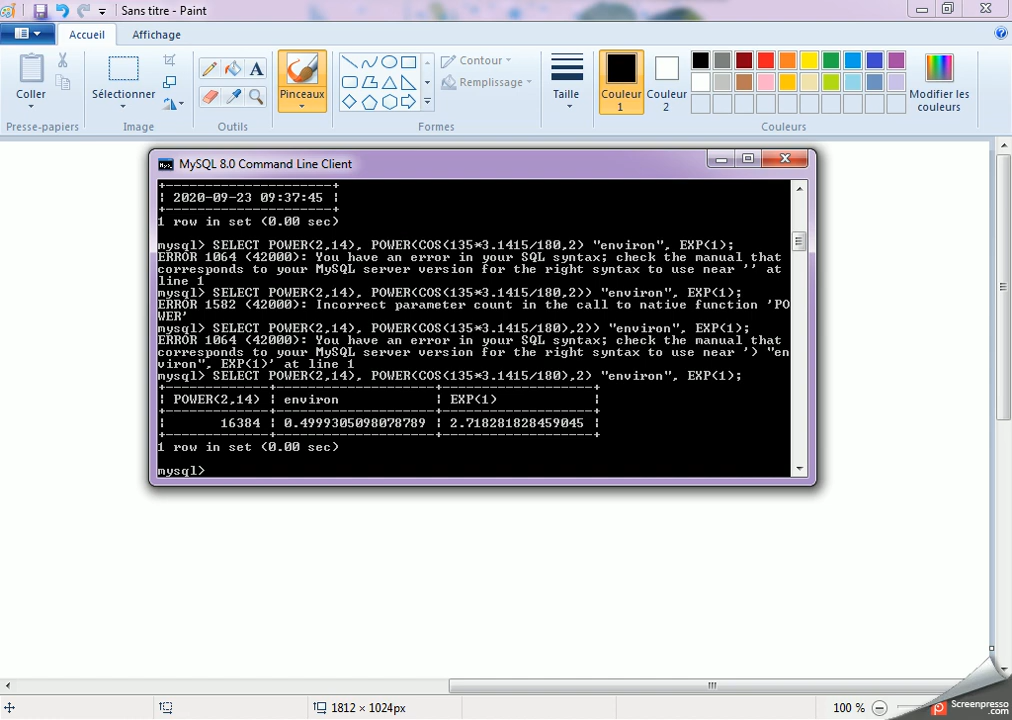 Sans titre - Paint
Accueil
Affichage
Coller
Sélectionner
A
Pinceaux
Contour
Remplissage
Taille
Couleur 1
Couleur 2
Modifier les couleurs
Presse-papiers
Image
Outils
Formes
Couleurs
MySQL 8.0 Command Line Client
| 2020-09-23 09:37:45 |
1 row in set (0.00 sec)
mysql> SELECT POWER(2,14), POWER(COS(135*3.1415/180,2) "environ", EXP(1);
ERROR 1064 (42000): You have an error in your SQL syntax; check the manual that
corresponds to your MySQL server version for the right syntax to use near '' at
line 1
mysql> SELECT POWER(2,14), POWER(COS(135*3.1415/180,2)) "environ", EXP(1);
ERROR 1582 (42000): Incorrect parameter count in the call to native function 'PO
WER'
mysql> SELECT POWER(2,14), POWER(COS(135*3.1415/180),2)) "environ", EXP(1);
ERROR 1064 (42000): You have an error in your SQL syntax; check the manual that
corresponds to your MySQL server version for the right syntax to use near ') "en
viron", EXP(1)' at line 1
mysql> SELECT POWER(2,14), POWER(COS(135*3.1415/180),2) "environ", EXP(1);
| POWER(2,14) | environ | EXP(1) |
| 16384 | 0.4999305098078789 | 2.718281828459045 |
1 row in set (0.00 sec)
mysql>
1812 × 1024px
100 %
Screenpresso
.com